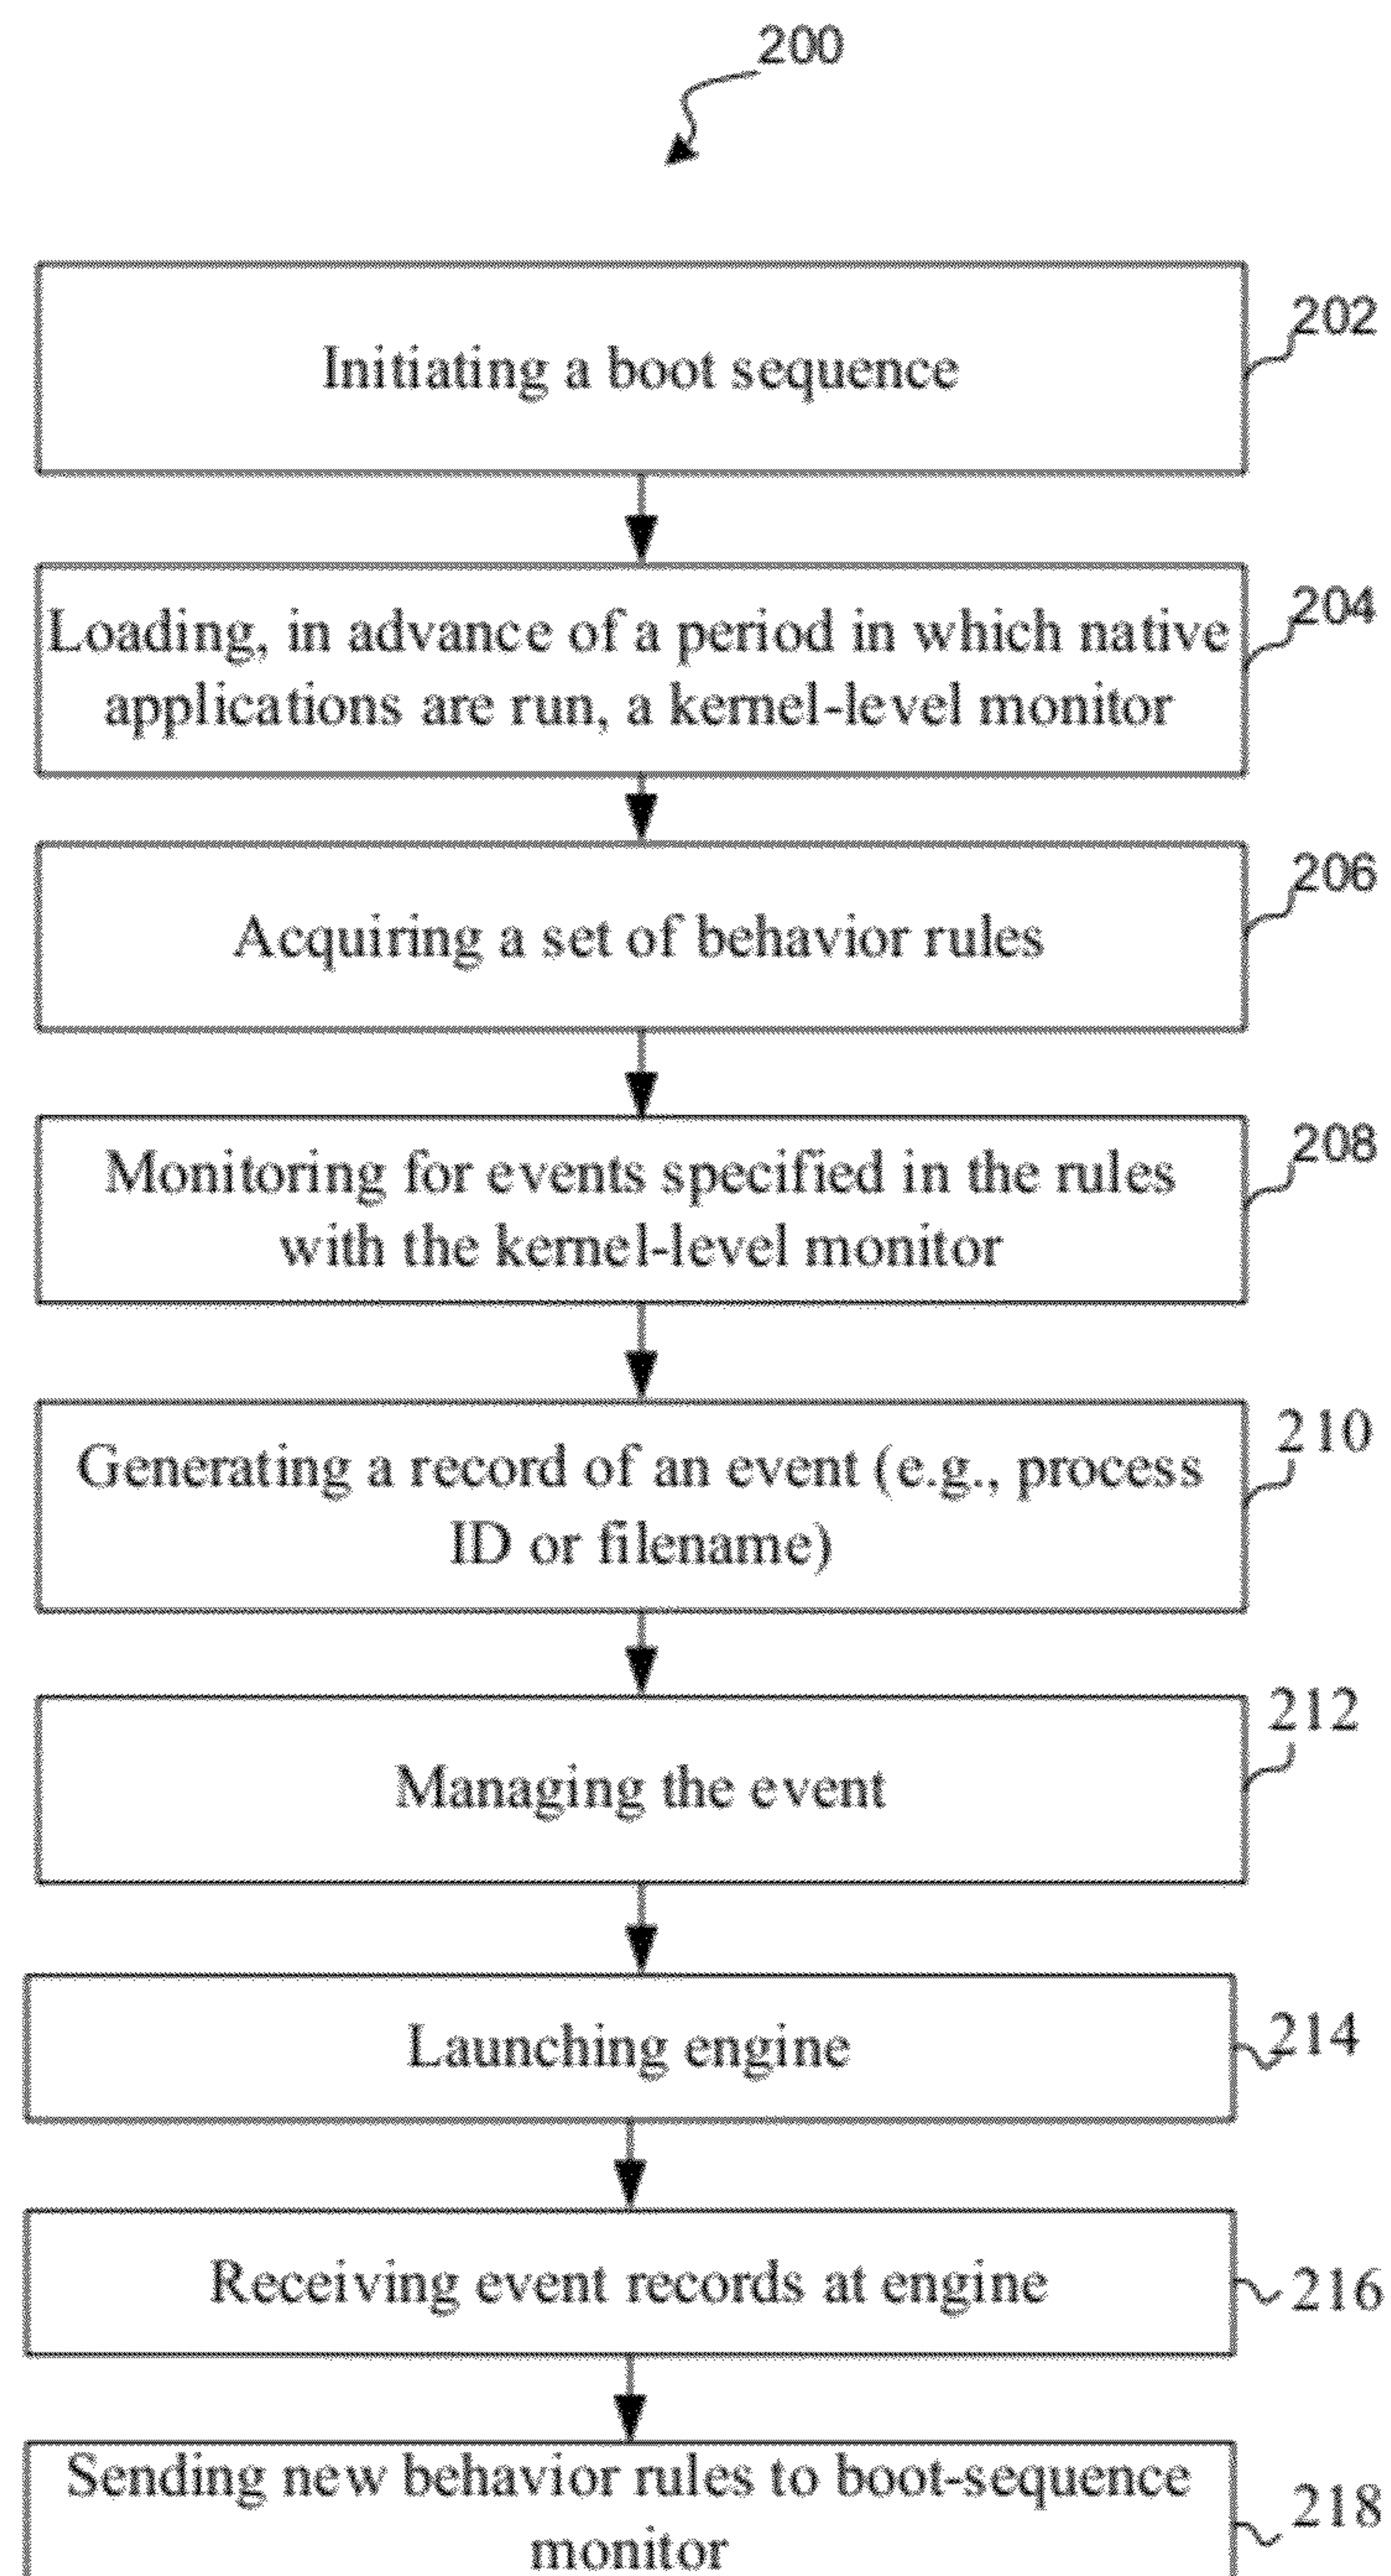 200
Initiating a boot sequence
202
Loading, in advance of a period in which native
applications are run, a kernel-level monitor
204
Acquiring a set of behavior rules
206
Monitoring for events specified in the rules
with the kernel-level monitor
208
Generating a record of an event (e.g., process
ID or filename)
210
Managing the event
212
Launching engine
214
Receiving event records at engine
216
Sending new behavior rules to boot-sequence
monitor
218